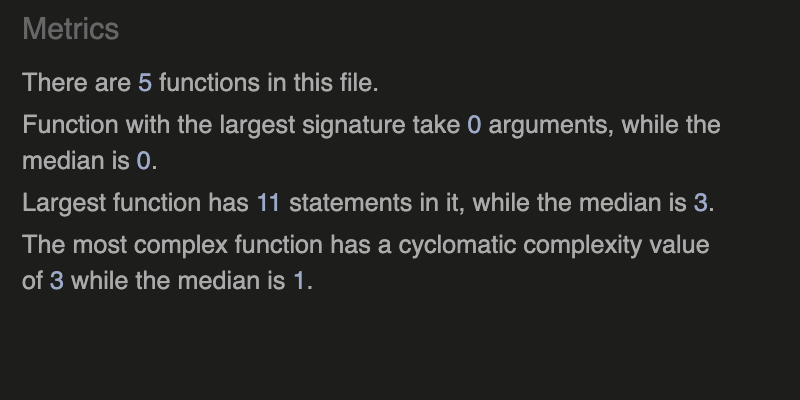 Metrics
There are 5 functions in this file.
Function with the largest signature take 0 arguments, while the
median is 0.
Largest function has 11 statements in it, while the median is 3.
The most complex function has a cyclomatic complexity value
of 3 while the median is 1.